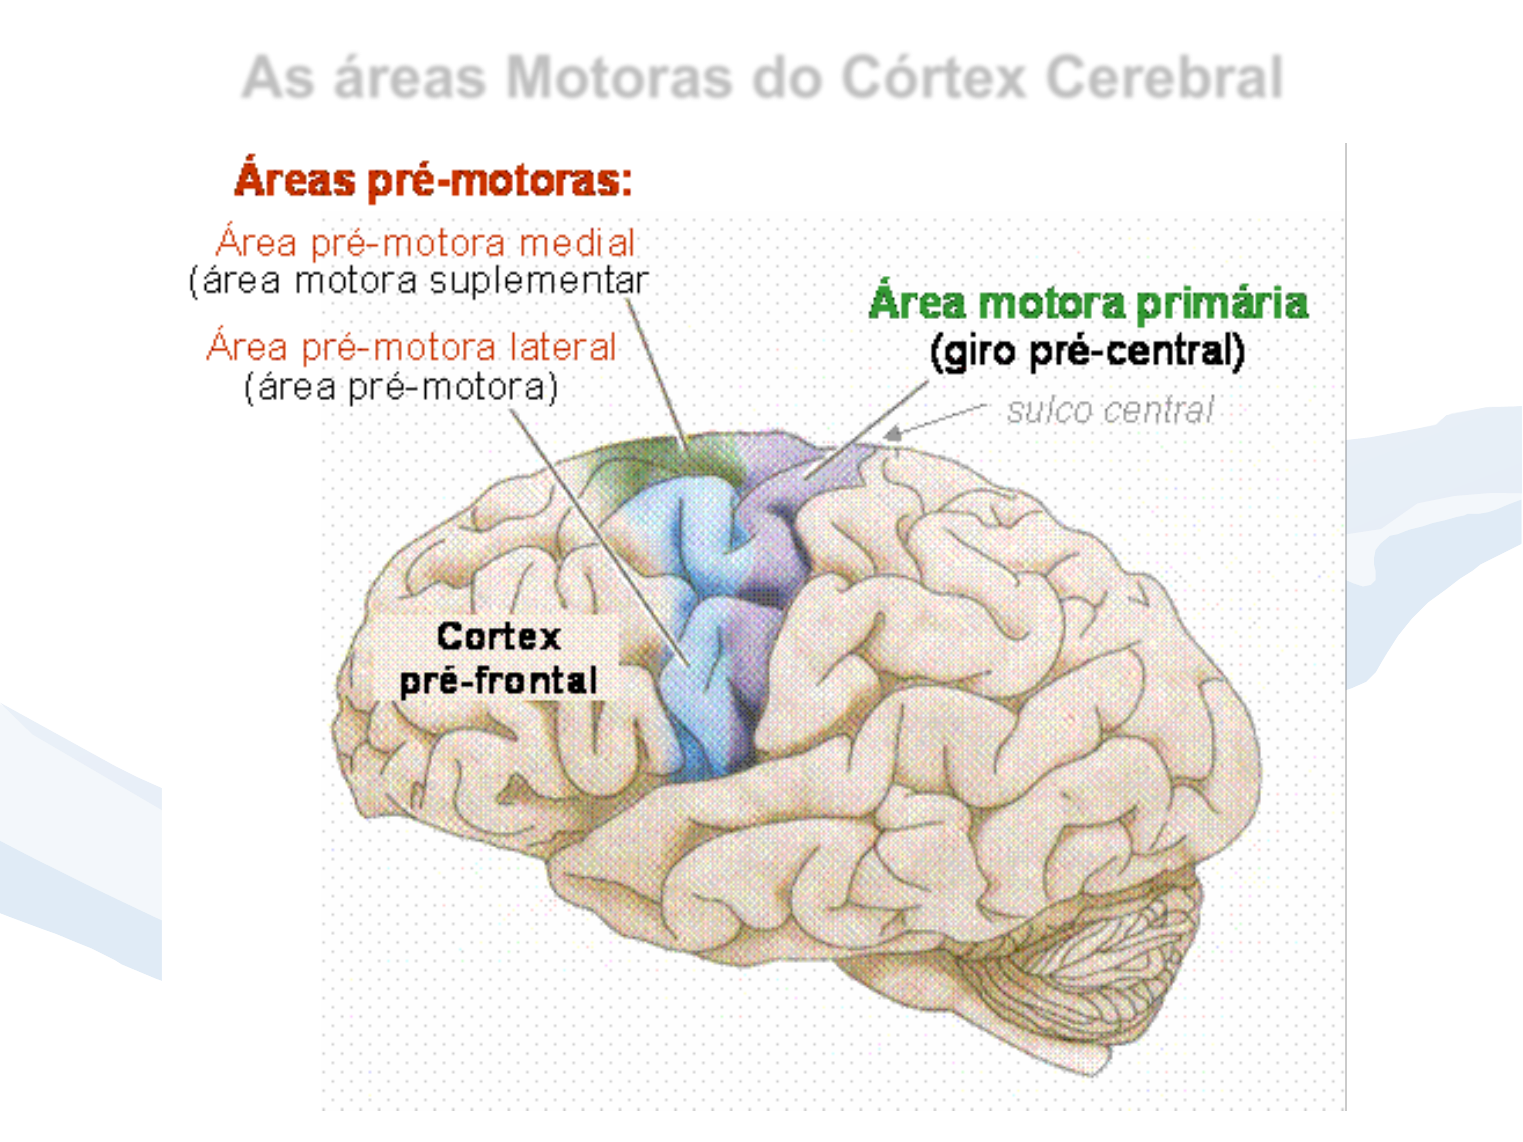 As áreas Motoras do Córtex Cerebral
Áreas pré-motoras:
Área pré-motora medial
(área motora suplementar
Área pré-motora lateral
(área pré-motora)
Área motora primária
(giro pré-central)
sulco central
Cortex
pré-frontal